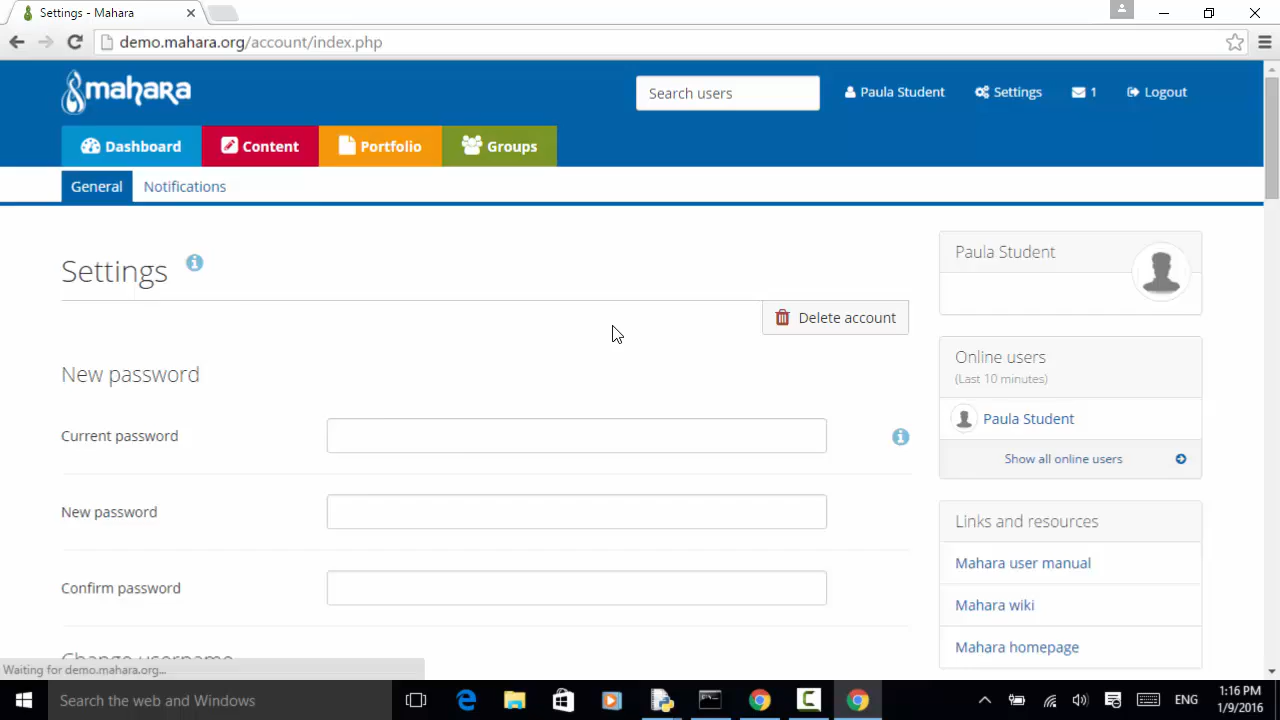 Settings - Mahara
demo.mahara.org/account/index.php
mahara
Search users
Paula Student
Settings
1
Logout
Dashboard
Content
Portfolio
Groups
General
Notifications
Settings
Delete account
New password
Current password
New password
Confirm password
Change username
Paula Student
Online users
(Last 10 minutes)
Paula Student
Show all online users
Links and resources
Mahara user manual
Mahara wiki
Mahara homepage
Waiting for demo.mahara.org...
Search the web and Windows
ENG
1:16 PM
1/9/2016